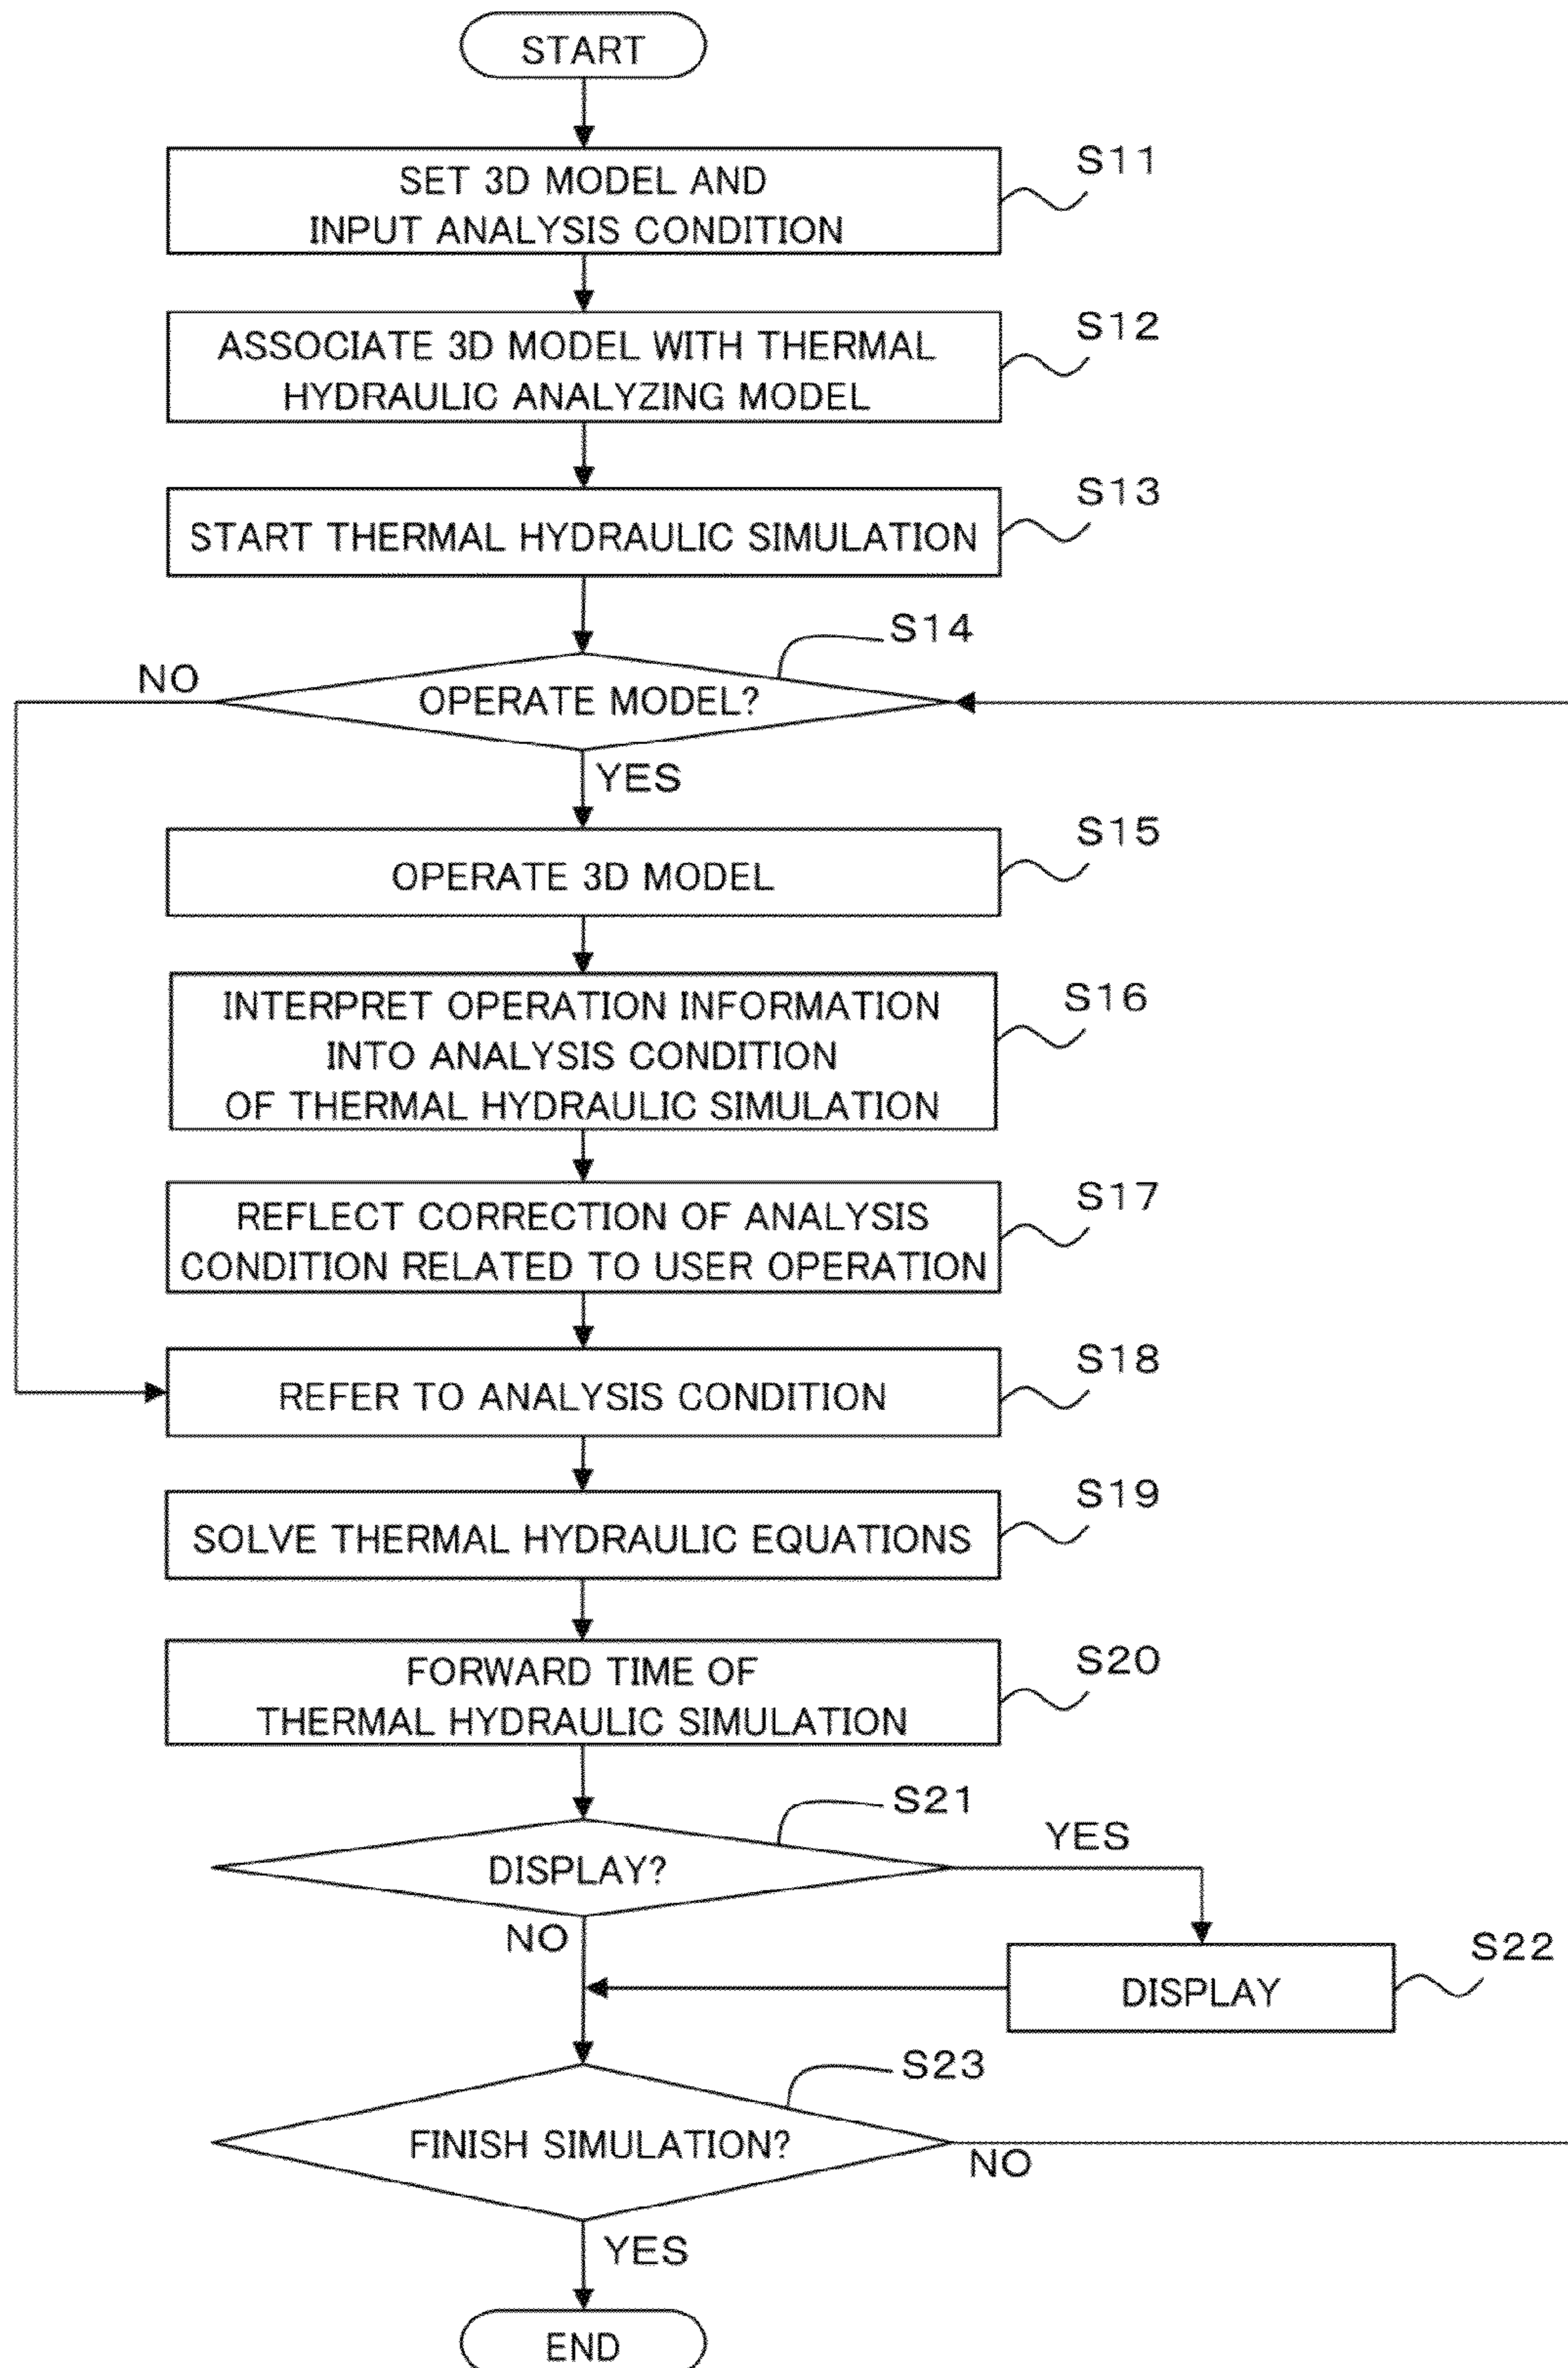 START
S11
SET 3D MODEL AND
INPUT ANALYSIS CONDITION
S12
ASSOCIATE 3D MODEL WITH THERMAL
HYDRAULIC ANALYZING MODEL
S13
START THERMAL HYDRAULIC SIMULATION
S14
NO
OPERATE MODEL?
YES
S15
OPERATE 3D MODEL
S16
INTERPRET OPERATION INFORMATION
INTO ANALYSIS CONDITION
OF THERMAL HYDRAULIC SIMULATION
S17
REFLECT CORRECTION OF ANALYSIS
CONDITION RELATED TO USER OPERATION
S18
REFER TO ANALYSIS CONDITION
S19
SOLVE THERMAL HYDRAULIC EQUATIONS
S20
FORWARD TIME OF
THERMAL HYDRAULIC SIMULATION
S21
YES
DISPLAY?
NO
S22
DISPLAY
S23
FINISH SIMULATION?
NO
YES
END